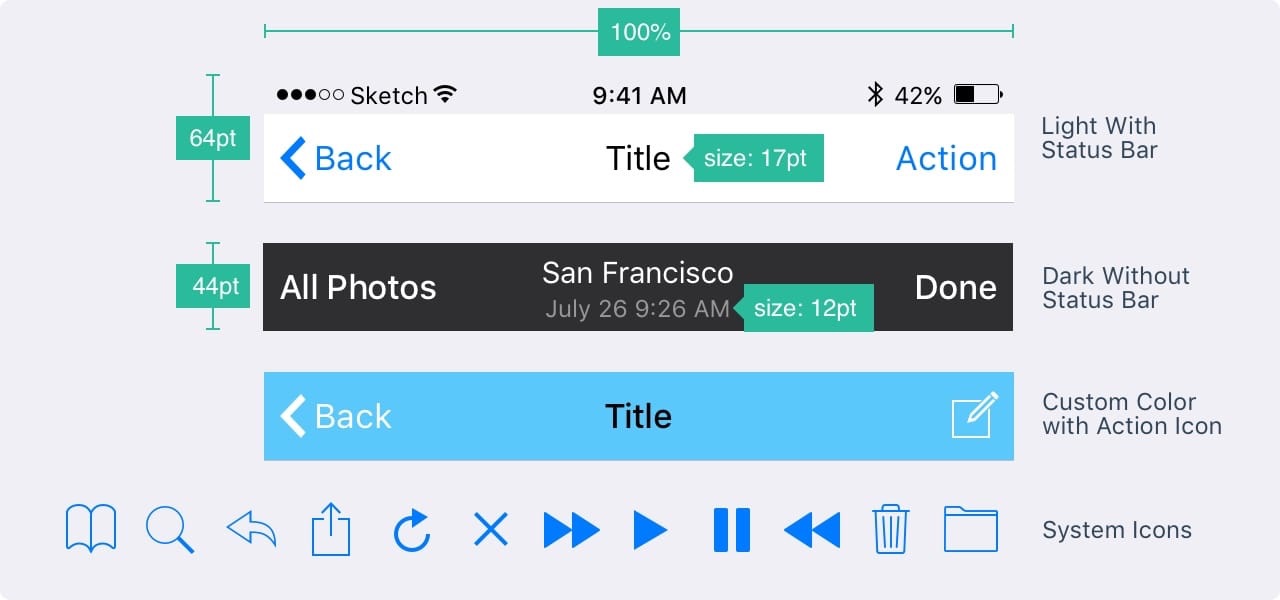 100%
●●●○○ Sketch 9:41 AM 42%
64pt
Back Title size: 17pt Action
Light With
Status Bar
44pt
All Photos San Francisco Done
July 26 9:26 AM size: 12pt
Dark Without
Status Bar
Back Title
Custom Color
with Action Icon
System Icons